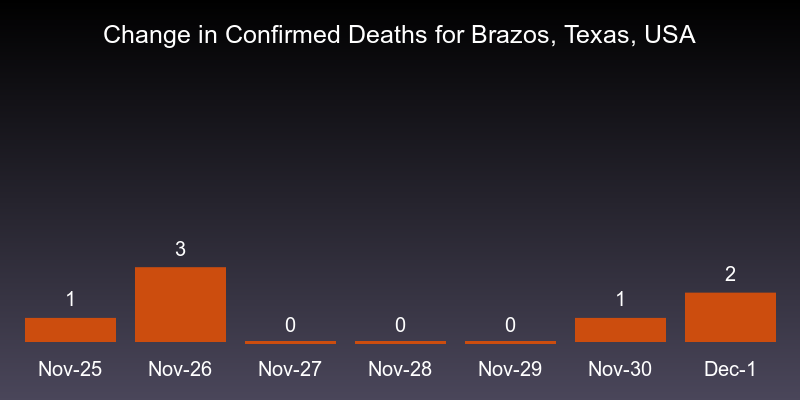 Change in Confirmed Deaths for Brazos, Texas, USA
1
3
0
0
0
1
2
Nov-25
Nov-26
Nov-27
Nov-28
Nov-29
Nov-30
Dec-1